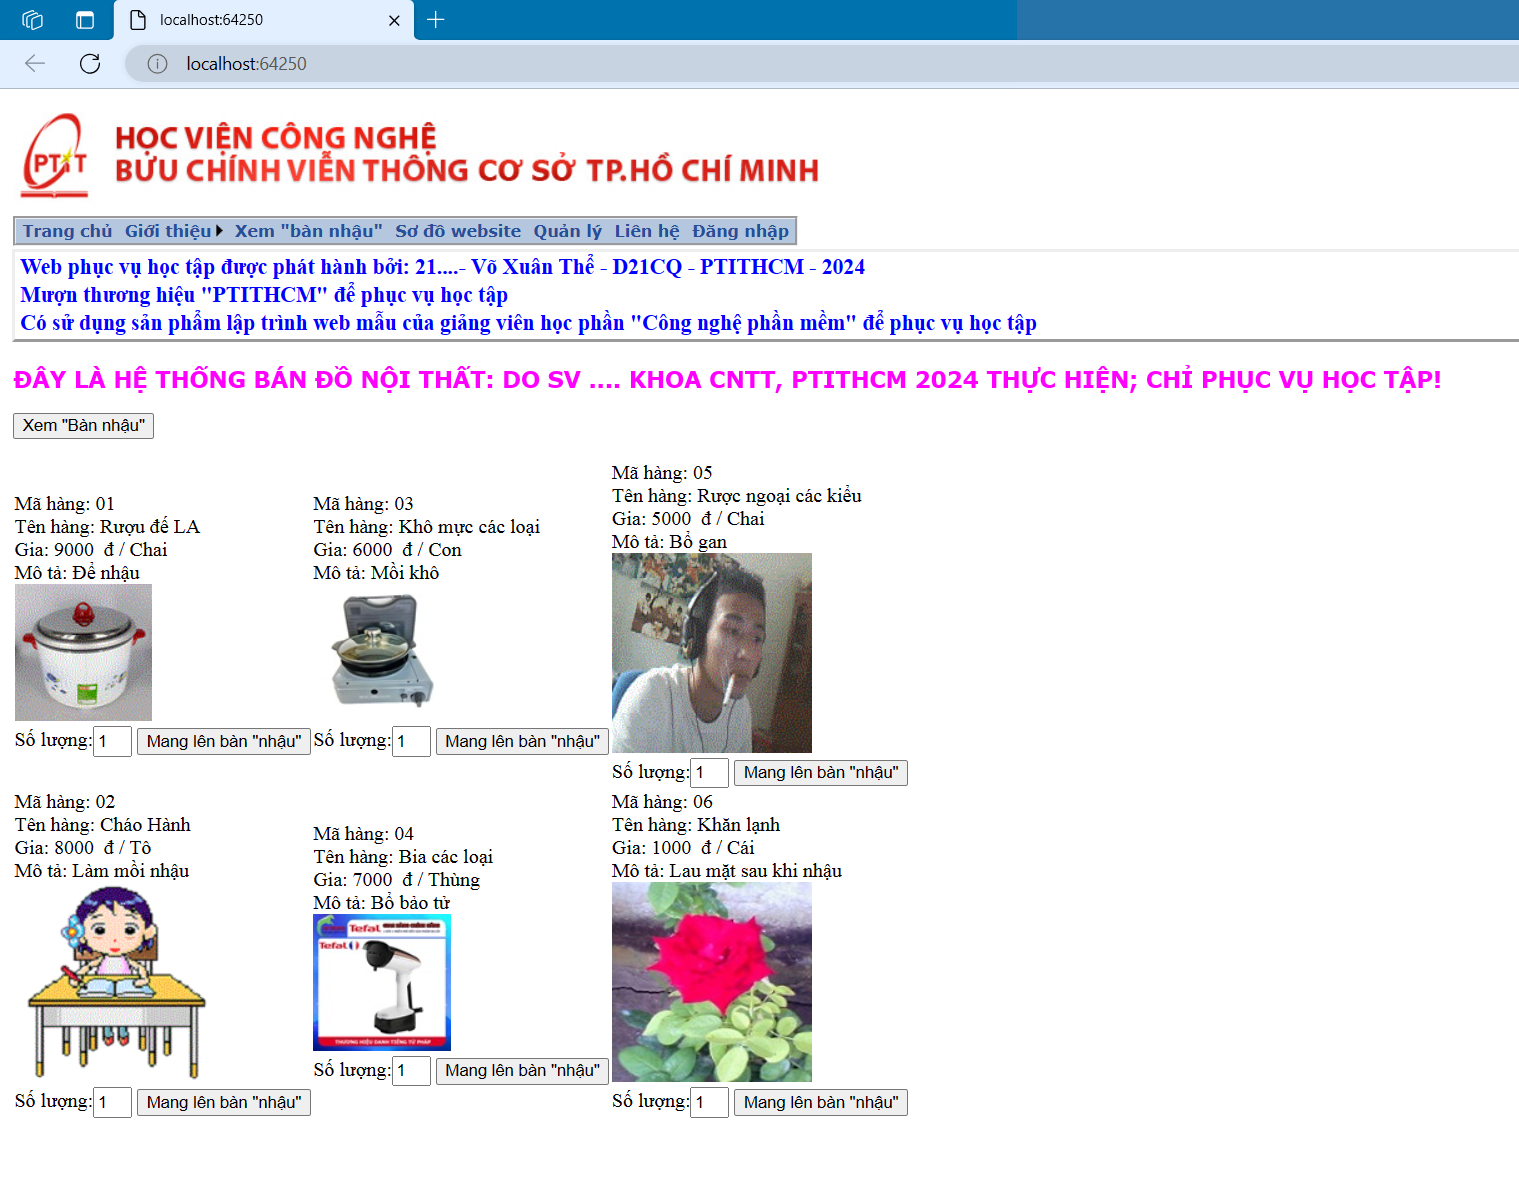 localhost:64250
localhost:64250
PTIT
HỌC VIỆN CÔNG NGHỆ
BƯU CHÍNH VIỄN THÔNG CƠ SỞ TP.HỒ CHÍ MINH
Trang chủ Giới thiệu Xem "bàn nhậu" Sơ đồ website Quản lý Liên hệ Đăng nhập
Web phục vụ học tập được phát hành bởi: 21....- Võ Xuân Thể - D21CQ - PTITHCM - 2024
Mượn thương hiệu "PTITHCM" để phục vụ học tập
Có sử dụng sản phẩm lập trình web mẫu của giảng viên học phần "Công nghệ phần mềm" để phục vụ học tập
ĐÂY LÀ HỆ THỐNG BÁN ĐỒ NỘI THẤT: DO SV .... KHOA CNTT, PTITHCM 2024 THỰC HIỆN; CHỈ PHỤC VỤ HỌC TẬP!
Xem "Bàn nhậu"
Mã hàng: 01
Tên hàng: Rượu đế LA
Gia: 9000 đ / Chai
Mô tả: Để nhậu
Số lượng: 1 Mang lên bàn "nhậu"
Mã hàng: 03
Tên hàng: Khô mực các loại
Gia: 6000 đ / Con
Mô tả: Mồi khô
Số lượng: 1 Mang lên bàn "nhậu"
Mã hàng: 05
Tên hàng: Rược ngoại các kiểu
Gia: 5000 đ / Chai
Mô tả: Bổ gan
Số lượng: 1 Mang lên bàn "nhậu"
Mã hàng: 02
Tên hàng: Cháo Hành
Gia: 8000 đ / Tô
Mô tả: Làm mồi nhậu
Số lượng: 1 Mang lên bàn "nhậu"
Mã hàng: 04
Tên hàng: Bia các loại
Gia: 7000 đ / Thùng
Mô tả: Bổ bảo tử
Tefal
Tefal
THƯƠNG HIỆU DANH TIẾNG TỪ PHÁP
Số lượng: 1 Mang lên bàn "nhậu"
Mã hàng: 06
Tên hàng: Khăn lạnh
Gia: 1000 đ / Cái
Mô tả: Lau mặt sau khi nhậu
Số lượng: 1 Mang lên bàn "nhậu"